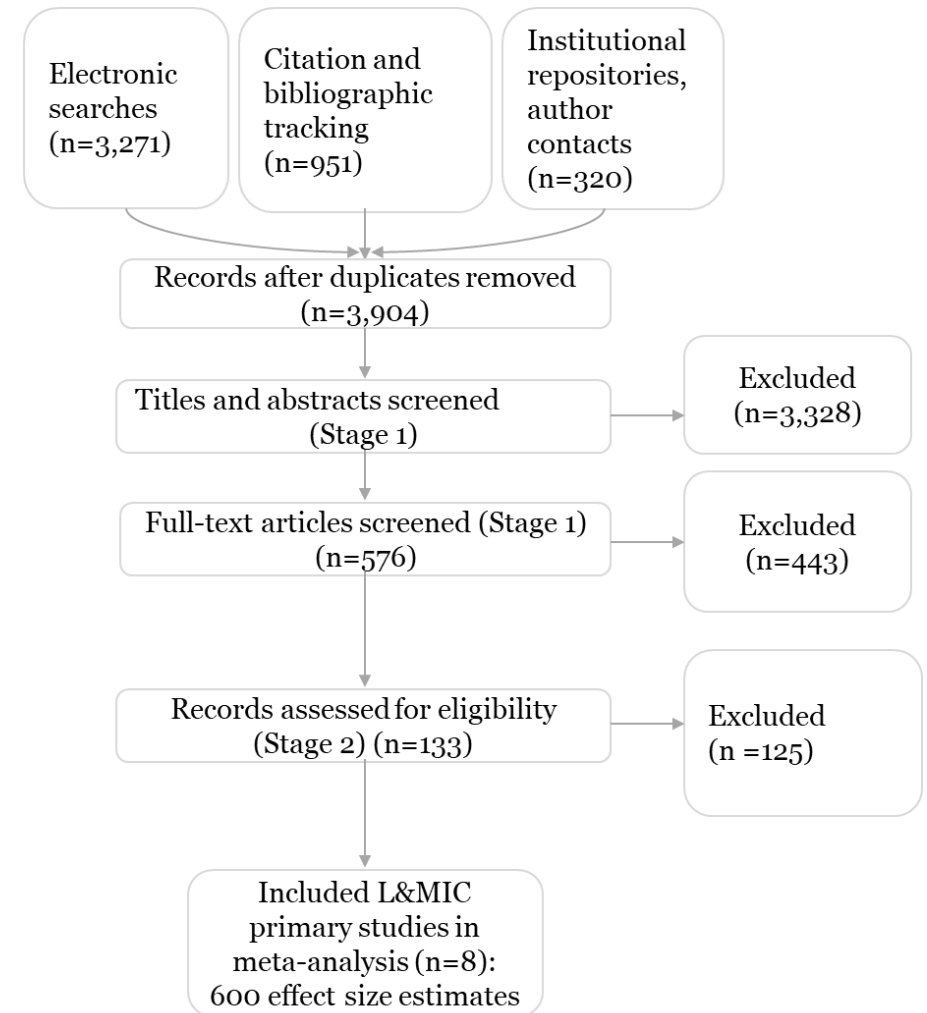 Electronic
searches
(n=3,271)
Citation and
bibliographic
tracking
(n=951)
Institutional
repositories,
author
contacts
(n=320)
Records after duplicates removed
(n=3,904)
Titles and abstracts screened
(Stage 1)
Excluded
(n=3,328)
Full-text articles screened (Stage 1)
(n=576)
Excluded
(n=443)
Records assessed for eligibility
(Stage 2) (n=133)
Excluded
(n =125)
Included L&MIC
primary studies in
meta-analysis (n=8):
600 effect size estimates